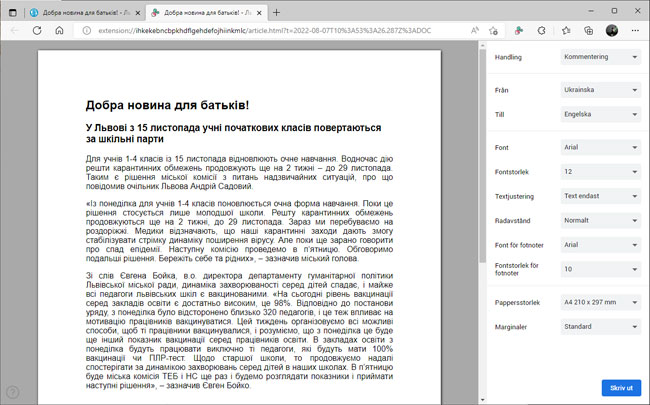 Добра новина для батьків! - Л
Добра новина для батьків! - Л
extension://ihkekebncbpkhdflgehdefojhiinkmlc/article.html?t=2022-08-07T10%3A53%3A26.287Z%3ADOC
Handling Kommentering
Från Ukrainska
Till Engelska
Font Arial
Fontstorlek 12
Textjustering Text endast
Radavstånd Normalt
Font för fotnoter Arial
Fontstorlek för
fotnoter 10
Pappersstorlek A4 210 x 297 mm
Marginaler Standard
Skriv ut
Добра новина для батьків!
У Львові з 15 листопада учні початкових класів повертаються
за шкільні парти
Для учнів 1-4 класів із 15 листопада відновлюють очне навчання. Водночас дію
решти карантинних обмежень продовжують ще на 2 тижні – до 29 листопада.
Таким є рішення міської комісії з питань надзвичайних ситуацій, про що
повідомив очільник Львова Андрій Садовий.
«Із понеділка для учнів 1-4 класів поновлюється очна форма навчання. Поки це
рішення стосується лише молодшої школи. Решту карантинних обмежень
продовжуються ще на 2 тижні, до 29 листопада. Зараз ми перебуваємо на
роздоріжжі. Медики відзначають, що наші карантинні заходи дають змогу
стабілізувати стрімку динаміку поширення вірусу. Але поки ще зарано говорити
про спад епідемії. Наступну комісію проведемо в п'ятницю. Обговоримо
подальші рішення. Бережіть себе та рідних», – зазначив міський голова.
Зі слів Євгена Бойка, в.о. директора департаменту гуманітарної політики
Львівської міської ради, динаміка захворюваності серед дітей спадає, і майже
всі педагоги львівських шкіл є вакцинованими. «На сьогодні рівень вакцинації
серед закладів освіти є достатньо високим, це 98%. Відповідно до постанови
уряду, з понеділка було відсторонено близько 320 педагогів, і це теж впливає на
мотивацію працівників вакцинуватися. Цей тиждень організовуємо всі можливі
способи, щоб ті працівники вакцинувалися, і розуміємо, що з понеділка це буде
ще інший показник вакцинації серед працівників освіти. В закладах освіти з
понеділка будуть працювати виключно ті педагоги, які будуть мати 100%
вакцинації чи ПЛР-тест. Щодо старшої школи, то продовжуємо надалі
спостерігати за динамікою захворювань серед дітей в наших школах. В п'ятницю
буде міська комісія ТЕБ і НС ще раз і будемо розглядати показники і приймати
наступні рішення», – зазначив Євген Бойко.